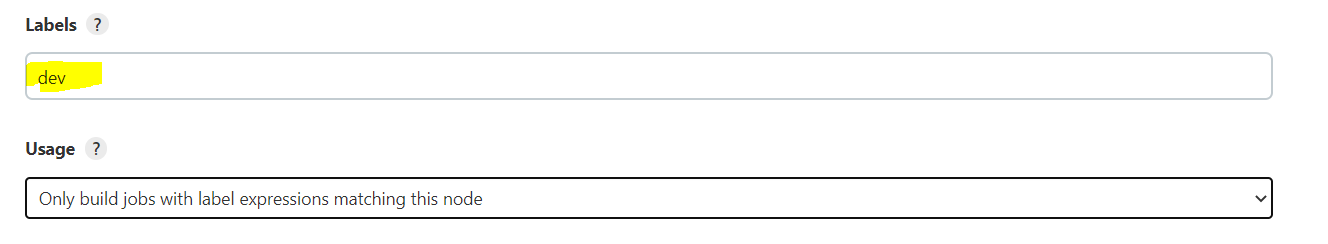 Labels ?
dev
Usage ?
Only build jobs with label expressions matching this node